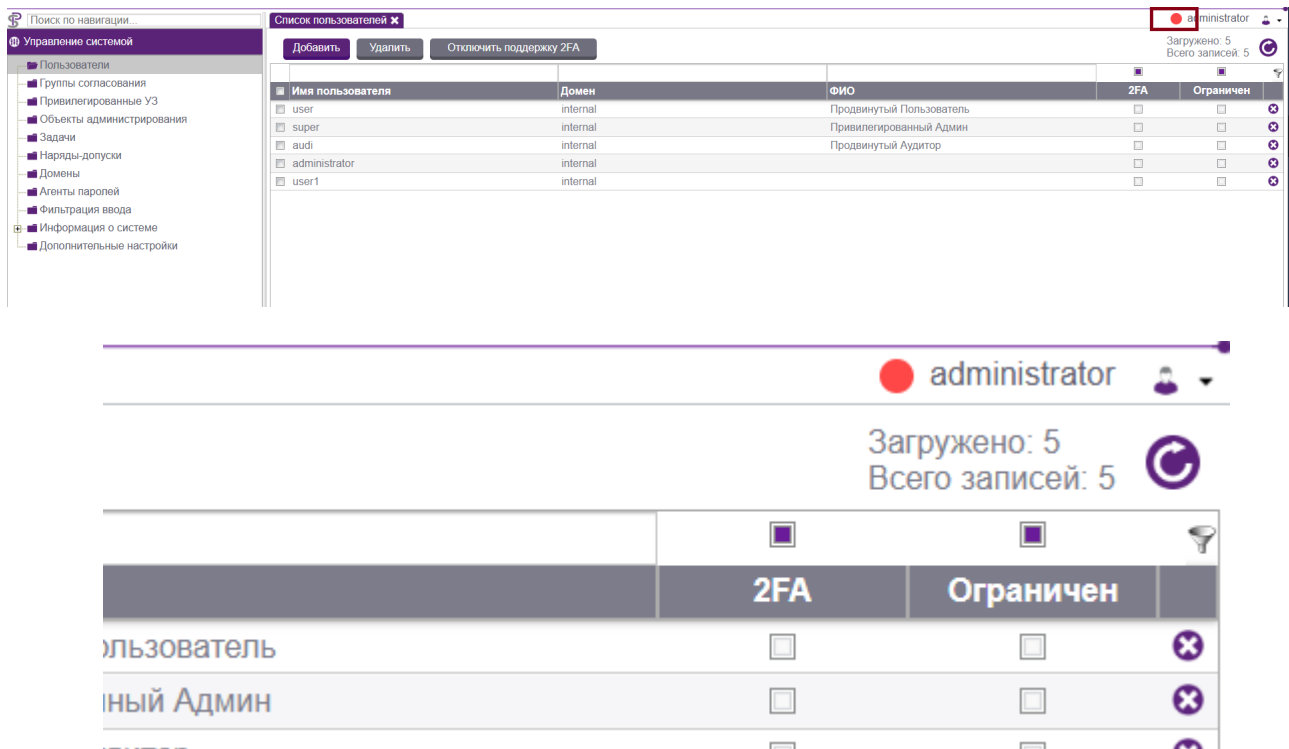 Поиск по навигации...
Список пользователей
administrator
Управление системой
Добавить
Удалить
Отключить поддержку 2FA
Загружено: 5
Всего записей: 5
Пользователи
Группы согласования
Привилегированные УЗ
Объекты администрирования
Задачи
Наряды-допуски
Домены
Агенты паролей
Фильтрация ввода
Информация о системе
Дополнительные настройки
Имя пользователя Домен ФИО 2FA Ограничен
user internal Продвинутый Пользователь
super internal Привилегированный Админ
audi internal Продвинутый Аудитор
administrator internal
user1 internal
administrator
Загружено: 5
Всего записей: 5
2FA Ограничен
ользователь
ный Админ